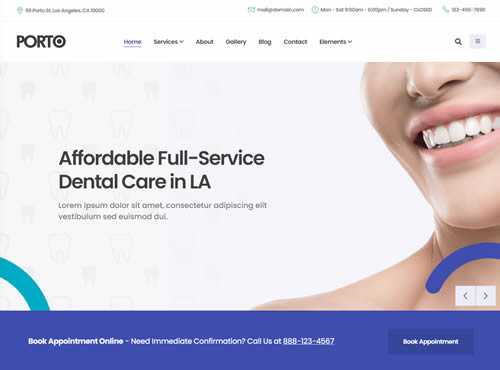 99 Porto St, Los Angeles, CA 10000
mail@domain.com
Mon - Sat 9:00am - 6:00pm / Sunday - CLOSED
123-456-7890
PORTO
Home
Services
About
Gallery
Blog
Contact
Elements
Affordable Full-Service
Dental Care in LA
Lorem ipsum dolor sit amet, consectetur adipiscing elit
vestibulum sed euismod dui.
Book Appointment Online - Need Immediate Confirmation? Call Us at 888-123-4567
Book Appointment